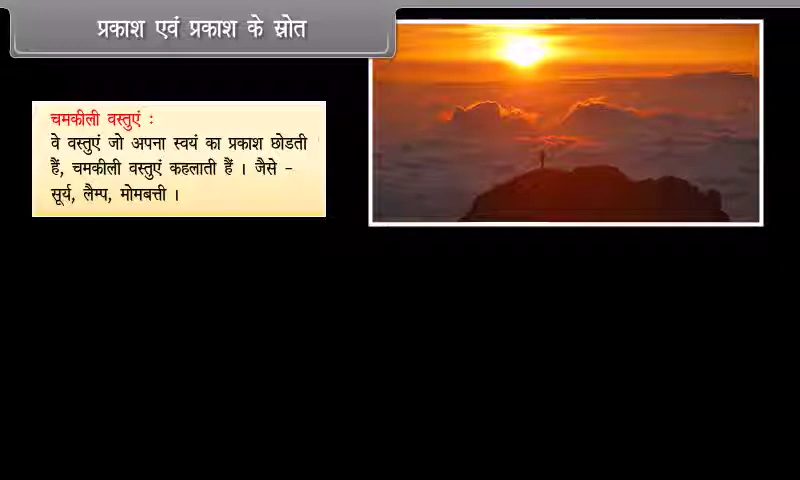 प्रकाश एवं प्रकाश के स्रोत
चमकीली वस्तुएं :
वे वस्तुएं जो अपना स्वयं का प्रकाश छोडती
हैं, चमकीली वस्तुएं कहलाती हैं । जैसे -
सूर्य, लैम्प, मोमबत्ती ।